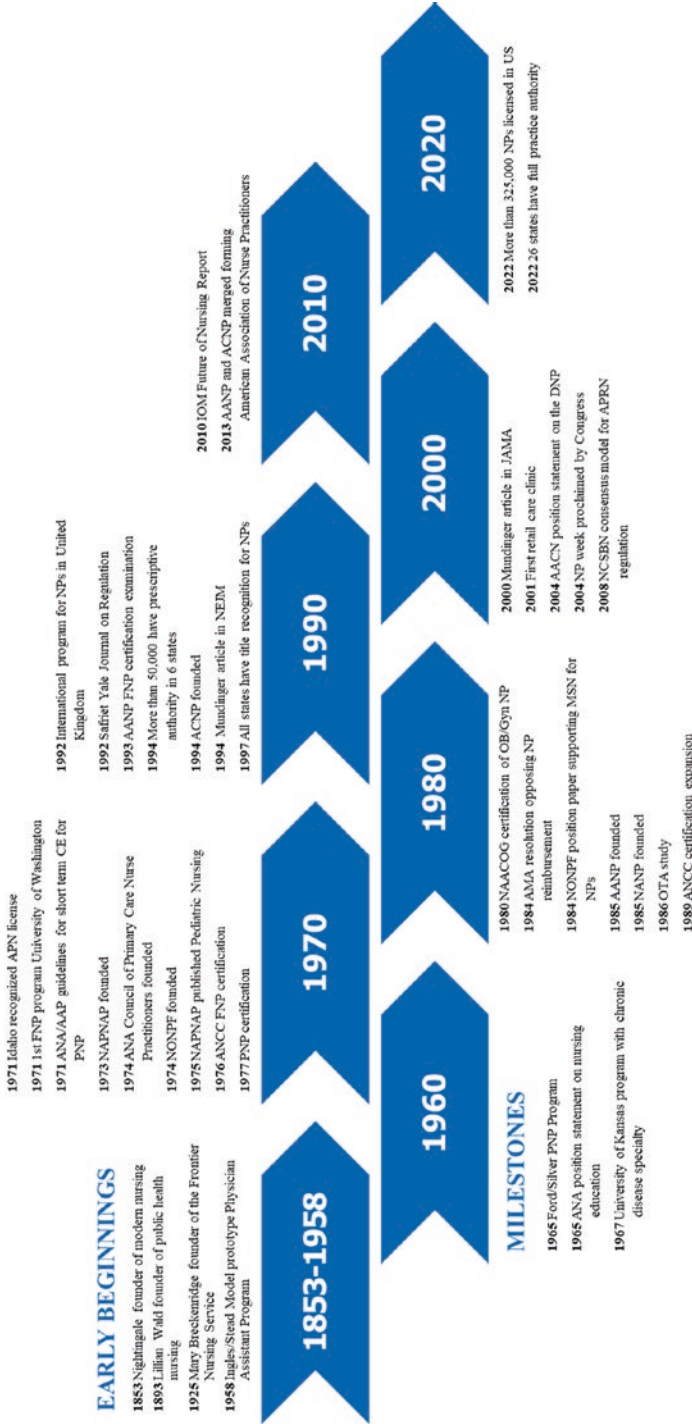 EARLY BEGINNINGS
1853 Nightingale founder of modern nursing
1893 Lillian Wald founder of public health
nursing
1925 Mary Breckenridge founder of the Frontier
Nursing Service
1958 Ingles/Stead Model prototype Physician
Assistant Program
1853-1958
MILESTONES
1960
1965 Ford/Silver PNP Program
1965 ANA position statement on nursing
education
1967 University of Kansas program with chronic
disease specialty
1971 Idaho recognized APN license
1971 1st FNP program University of Washington
1971 ANA/AAP guidelines for short term CE for
PNP
1973 NAPNAP founded
1974 ANA Council of Primary Care Nurse
Practitioners founded
1974 NONPF founded
1975 NAPNAP published Pediatric Nursing
1976 ANCC FNP certification
1977 PNP certification
1970
1980
1980 NAACOG certification of OB/Gyn NP
1984 AMA resolution opposing NP
reimbursement
1984 NONPF position paper supporting MSN for
NPs
1985 AANP founded
1985 NANP founded
1986 OTA study
1989 ANCC certification expansion
1992 International program for NPs in United
Kingdom
1992 Safriet Yale Journal on Regulation
1993 AANP FNP certification examination
1994 More than 50,000 have prescriptive
authority in 6 states
1994 ACNP founded
1994 Mundinger article in NEJM
1997 All states have title recognition for NPs
1990
2000
2000 Mundinger article in JAMA
2001 First retail care clinic
2004 AACN position statement on the DNP
2004 NP week proclaimed by Congress
2008 NCSBN consensus model for APRN
regulation
2010 IOM Future of Nursing Report
2013 AANP and ACNP merged forming
American Association of Nurse Practitioners
2010
2020
2022 More than 325,000 NPs licensed in US
2022 26 states have full practice authority